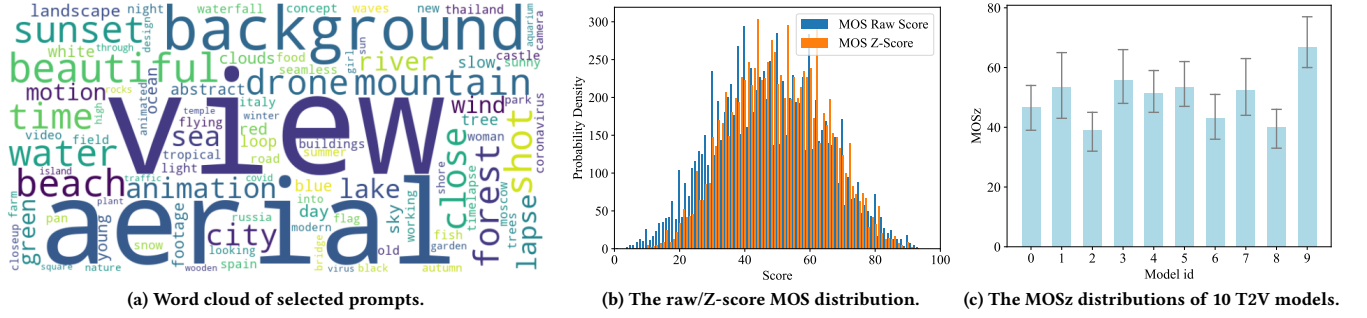 landscape night waterfall concept waves new thailand
sunset background
white through design clouds food girl sun river slow castle sunny aquarium camera
beautiful seamless drone mountain
motion rocks ocean abstract wind park
time high animated italy temple winter view tree
video field flying sea red loop buildings woman coronavirus
water tropical road summer close shot
island light
beach traffic animation covid blue lake shore forest
closeup farm green pan plant young footage russia into day flag sky working timelapse moscow trees lapse
aerial modern
snow city looking bridge old fish garden
square nature wooden spain virus black autumn
(a) Word cloud of selected prompts.
MOS Raw Score
MOS Z-Score
Probability Density
300
250
200
150
100
50
0
0 20 40 60 80 100
Score
(b) The raw/Z-score MOS distribution.
MOSz
80
60
40
20
0
0 1 2 3 4 5 6 7 8 9
Model id
(c) The MOSz distributions of 10 T2V models.